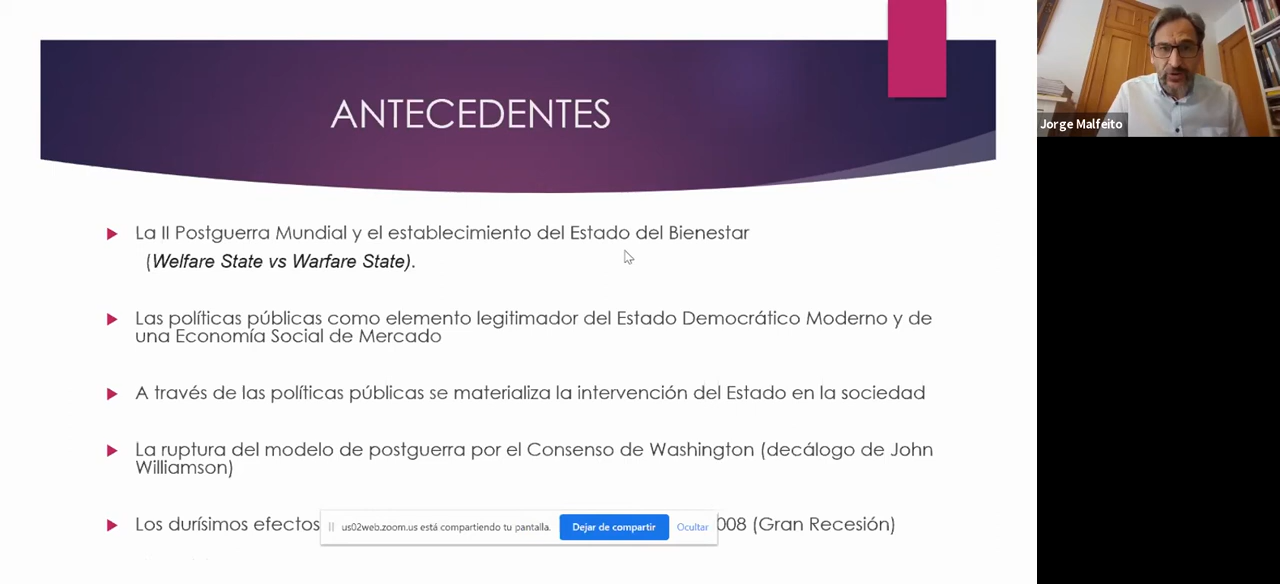 ANTECEDENTES
Jorge Malfeito
La II Postguerra Mundial y el establecimiento del Estado del Bienestar
(Welfare State vs Warfare State).
Las políticas públicas como elemento legitimador del Estado Democrático Moderno y de
una Economía Social de Mercado
A través de las políticas públicas se materializa la intervención del Estado en la sociedad
La ruptura del modelo de postguerra por el Consenso de Washington (decálogo de John
Williamson)
Los durísimos efectos 008 (Gran Recesión)
us02web.zoom.us está compartiendo tu pantalla. Dejar de compartir Ocultar